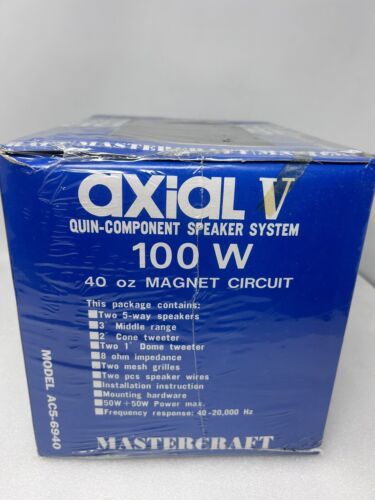 MASTERCRAFT
axial V
QUIN-COMPONENT SPEAKER SYSTEM
100 W
40 oz MAGNET CIRCUIT
This package contains:
Two 5-way speakers
3" Middle range
2" Cone tweeter
Two 1" Dome tweeter
8 ohm impedance
Two mesh grilles
Two pcs speaker wires
Installation instruction
Mounting hardware
50W + 50W Power max.
Frequency response: 40-20,000 Hz
MASTERCRAFT
MODEL AC5-6940